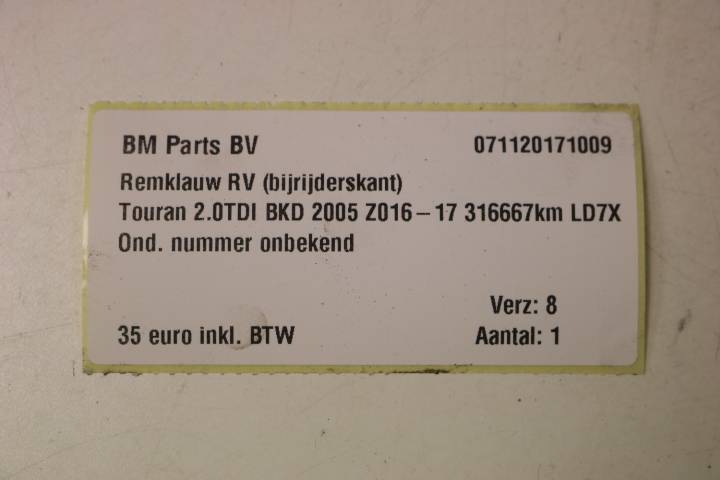 BM Parts BV 071120171009
Remklauw RV (bijrijderskant)
Touran 2.0TDI BKD 2005 Z016-17 316667km LD7X
Ond. nummer onbekend
Verz: 8
35 euro inkl. BTW Aantal: 1